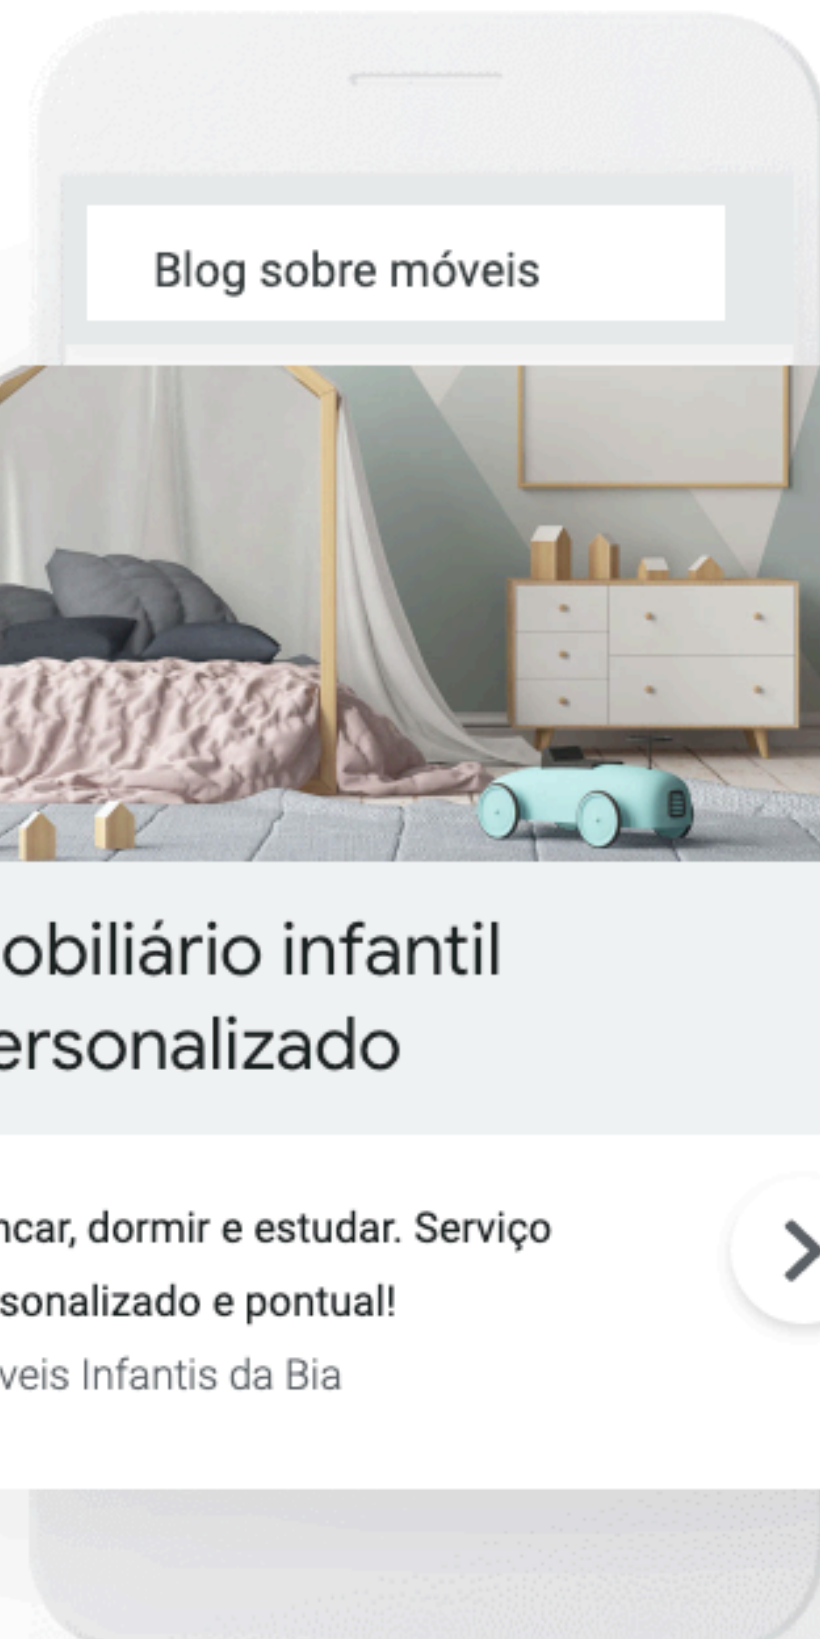 Blog sobre móveis
obiliário infantil
ersonalizado
ncar, dormir e estudar. Serviço
sonalizado e pontual!
veis Infantis da Bia